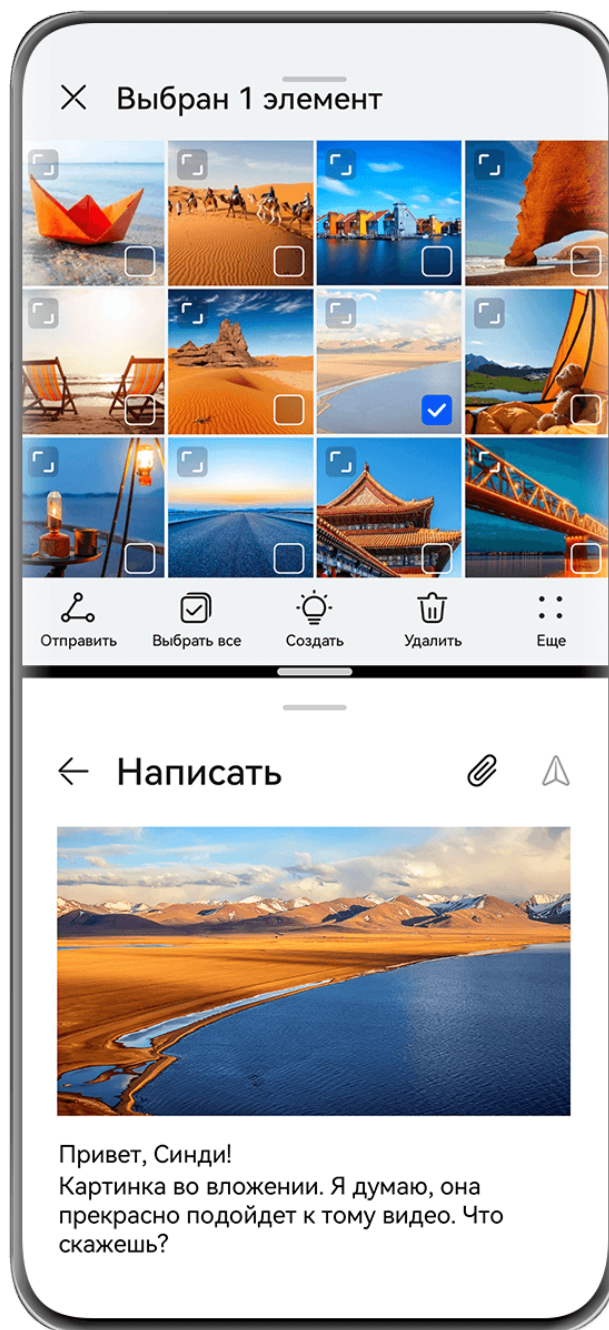 Выбран 1 элемент
Отправить
Выбрать все
Создать
Удалить
Еще
Написать
Привет, Синди!
Картинка во вложении. Я думаю, она
прекрасно подойдет к тому видео. Что
скажешь?